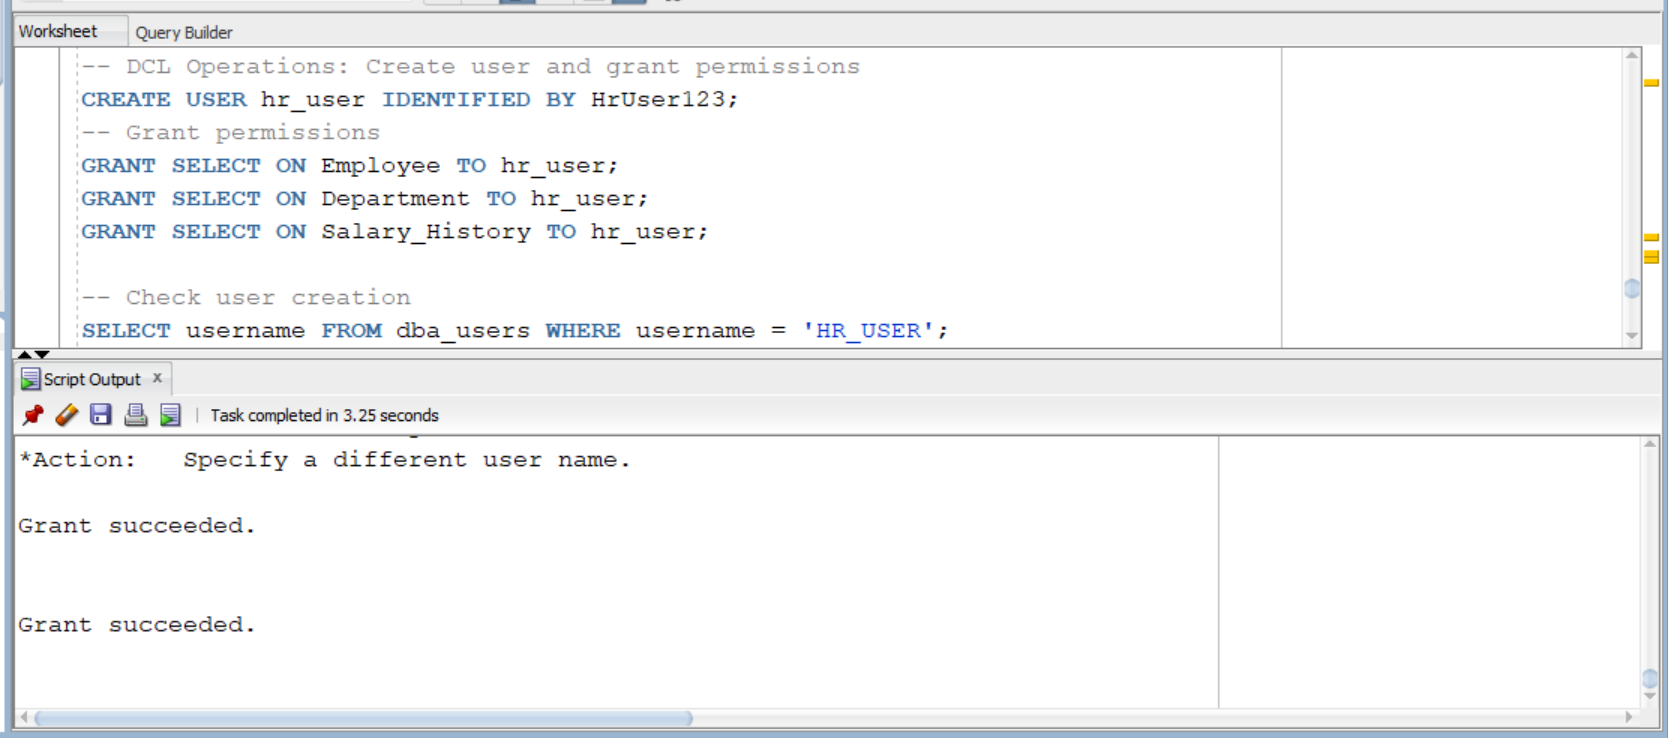 Worksheet Query Builder
-- DCL Operations: Create user and grant permissions
CREATE USER hr_user IDENTIFIED BY HrUser123;
-- Grant permissions
GRANT SELECT ON Employee TO hr_user;
GRANT SELECT ON Department TO hr_user;
GRANT SELECT ON Salary_History TO hr_user;
-- Check user creation
SELECT username FROM dba_users WHERE username = 'HR_USER';
Script Output x
Task completed in 3.25 seconds
*Action:   Specify a different user name.
Grant succeeded.
Grant succeeded.